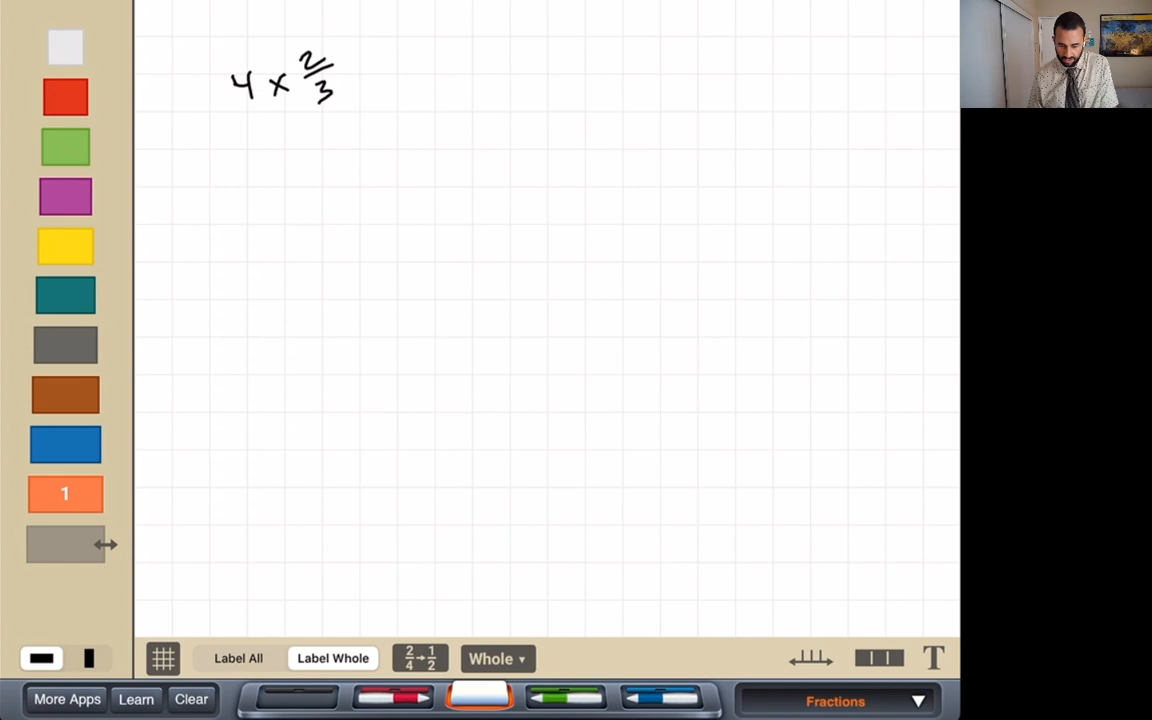 4 × 2/3
1
Label All
Label Whole
2/4 → 1/2
Whole ▾
T
More Apps
Learn
Clear
Fractions ▼